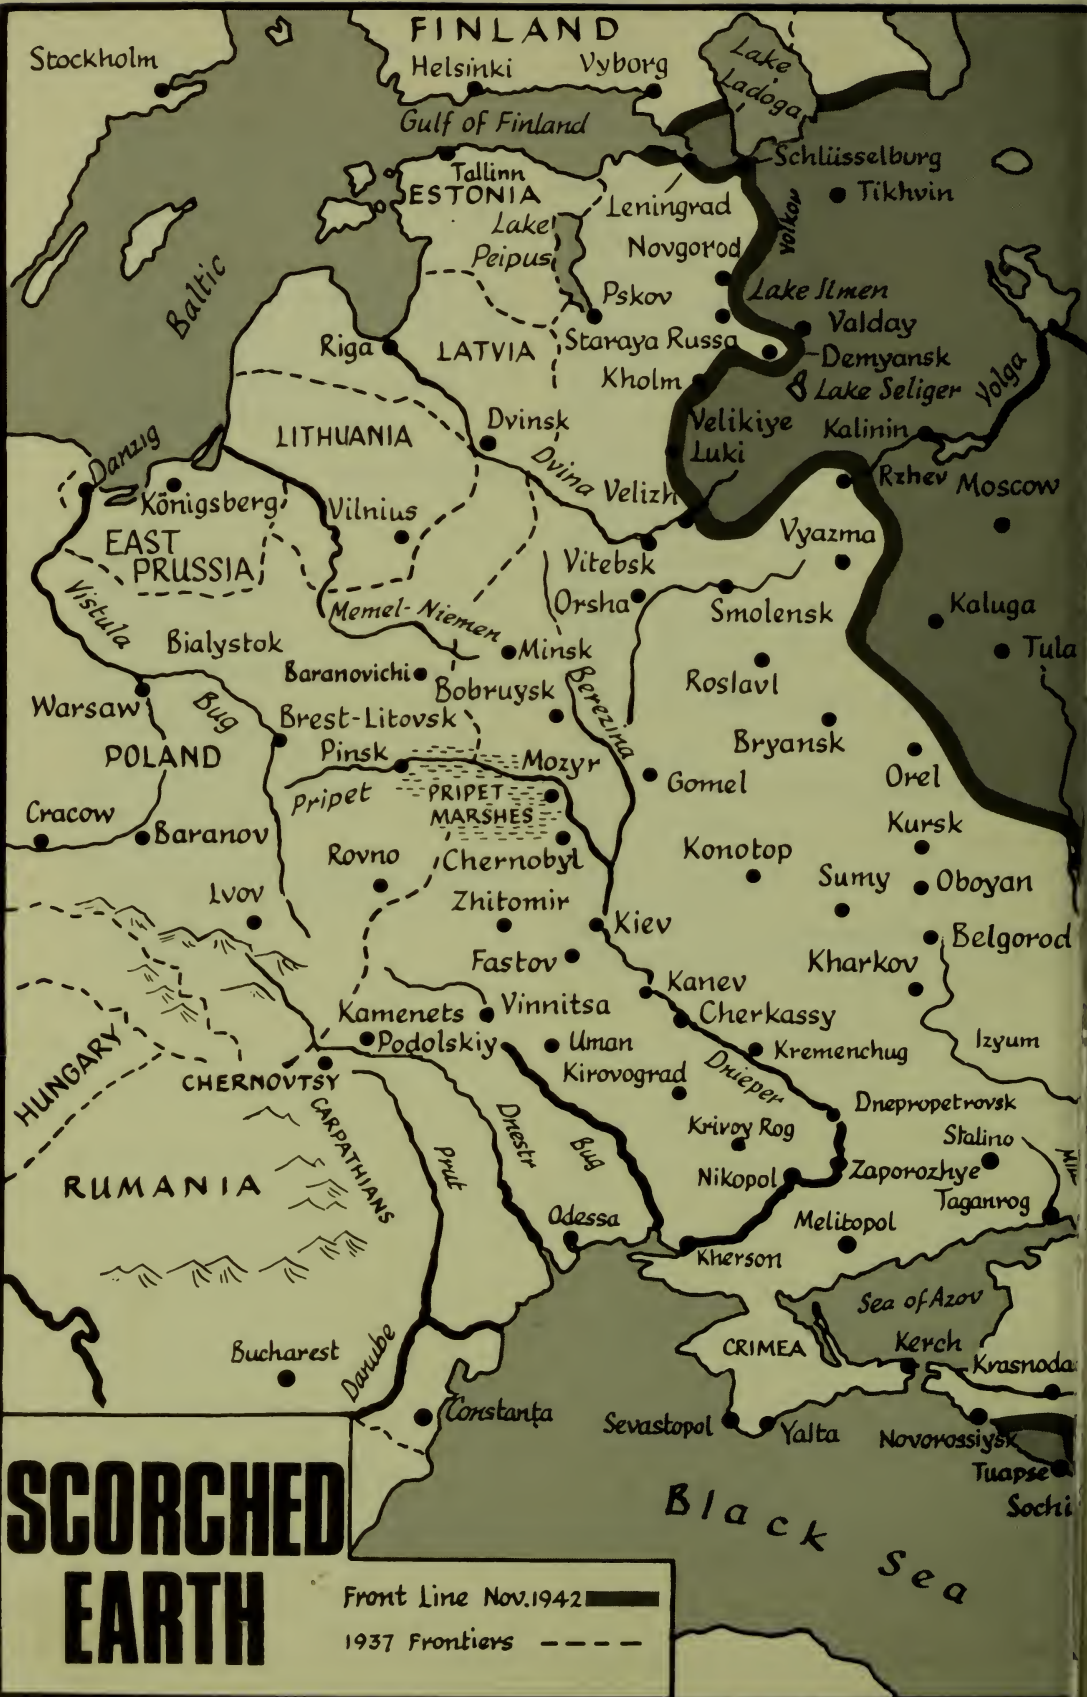 FINLAND
Stockholm
Helsinki
Vyborg
Lake
Ladoga
Gulf of Finland
Tallinn
ESTONIA
Schlüsselburg
Tikhvin
Leningrad
Volkov
Lake
Peipus
Novgorod
Baltic
Pskov
Lake Ilmen
Valday
Riga
LATVIA
Staraya Russa
Demyansk
Kholm
Lake Seliger
Volga
LITHUANIA
Dvinsk
Velikiye
Luki
Kalinin
Danzig
Dvina
Rzhev
Moscow
Königsberg
Vilnius
Velizh
EAST
PRUSSIA
Vyazma
Vitebsk
Vistula
Memel-Niemen
Orsha
Smolensk
Kaluga
Bialystok
Minsk
Tula
Baranovichi
Bobruysk
Berezina
Roslavl
Warsaw
Bug
Brest-Litovsk
Bryansk
POLAND
Pinsk
Mozyr
Gomel
Orel
Pripet
PRIPET
MARSHES
Cracow
Baranov
Kursk
Rovno
Chernobyl
Konotop
Sumy
Oboyan
Lvov
Zhitomir
Kiev
Belgorod
Fastov
Kharkov
Kanev
Kamenets
Podolskiy
Vinnitsa
Cherkassy
Uman
Kremenchug
Izyum
HUNGARY
CHERNOVTSY
Kirovograd
Dnieper
Dnepropetrovsk
CARPATHIANS
Dnestr
Bug
Krivoy Rog
Stalino
Prut
Nikopol
Zaporozhye
RUMANIA
Taganrog
Odessa
Melitopol
Kherson
Sea of Azov
CRIMEA
Kerch
Bucharest
Danube
Krasnoda
Constanţa
Sevastopol
Yalta
Novorossiysk
Tuapse
Sochi
Black Sea
SCORCHED
EARTH
Front Line Nov.1942
1937 Frontiers